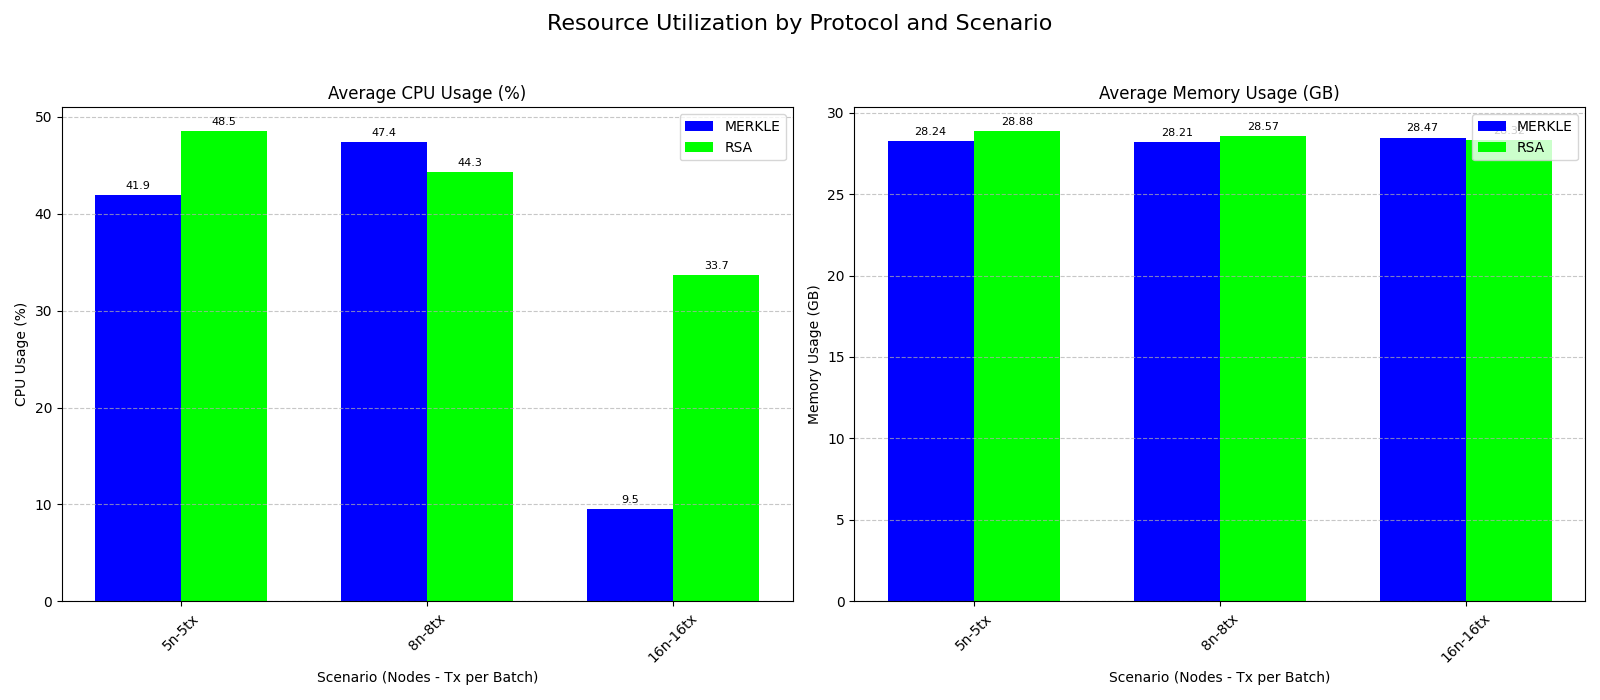 Resource Utilization by Protocol and Scenario
Average CPU Usage (%)
CPU Usage (%)
50
40
30
20
10
0
41.9
48.5
47.4
44.3
9.5
33.7
MERKLE
RSA
5n-5tx
8n-8tx
16n-16tx
Scenario (Nodes - Tx per Batch)
Average Memory Usage (GB)
Memory Usage (GB)
30
25
20
15
10
5
0
28.24
28.88
28.21
28.57
28.47
MERKLE
RSA
5n-5tx
8n-8tx
16n-16tx
Scenario (Nodes - Tx per Batch)